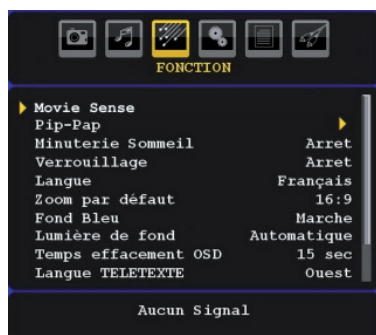 FONCTION
Movie Sense
Pip-Pap
Minuterie Sommeil Arret
Verrouillage Arret
Langue Français
Zoom par défaut 16:9
Fond Bleu Marche
Lumière de fond Automatique
Temps effacement OSD 15 sec
Langue TELETEXTE Ouest
Aucun Signal